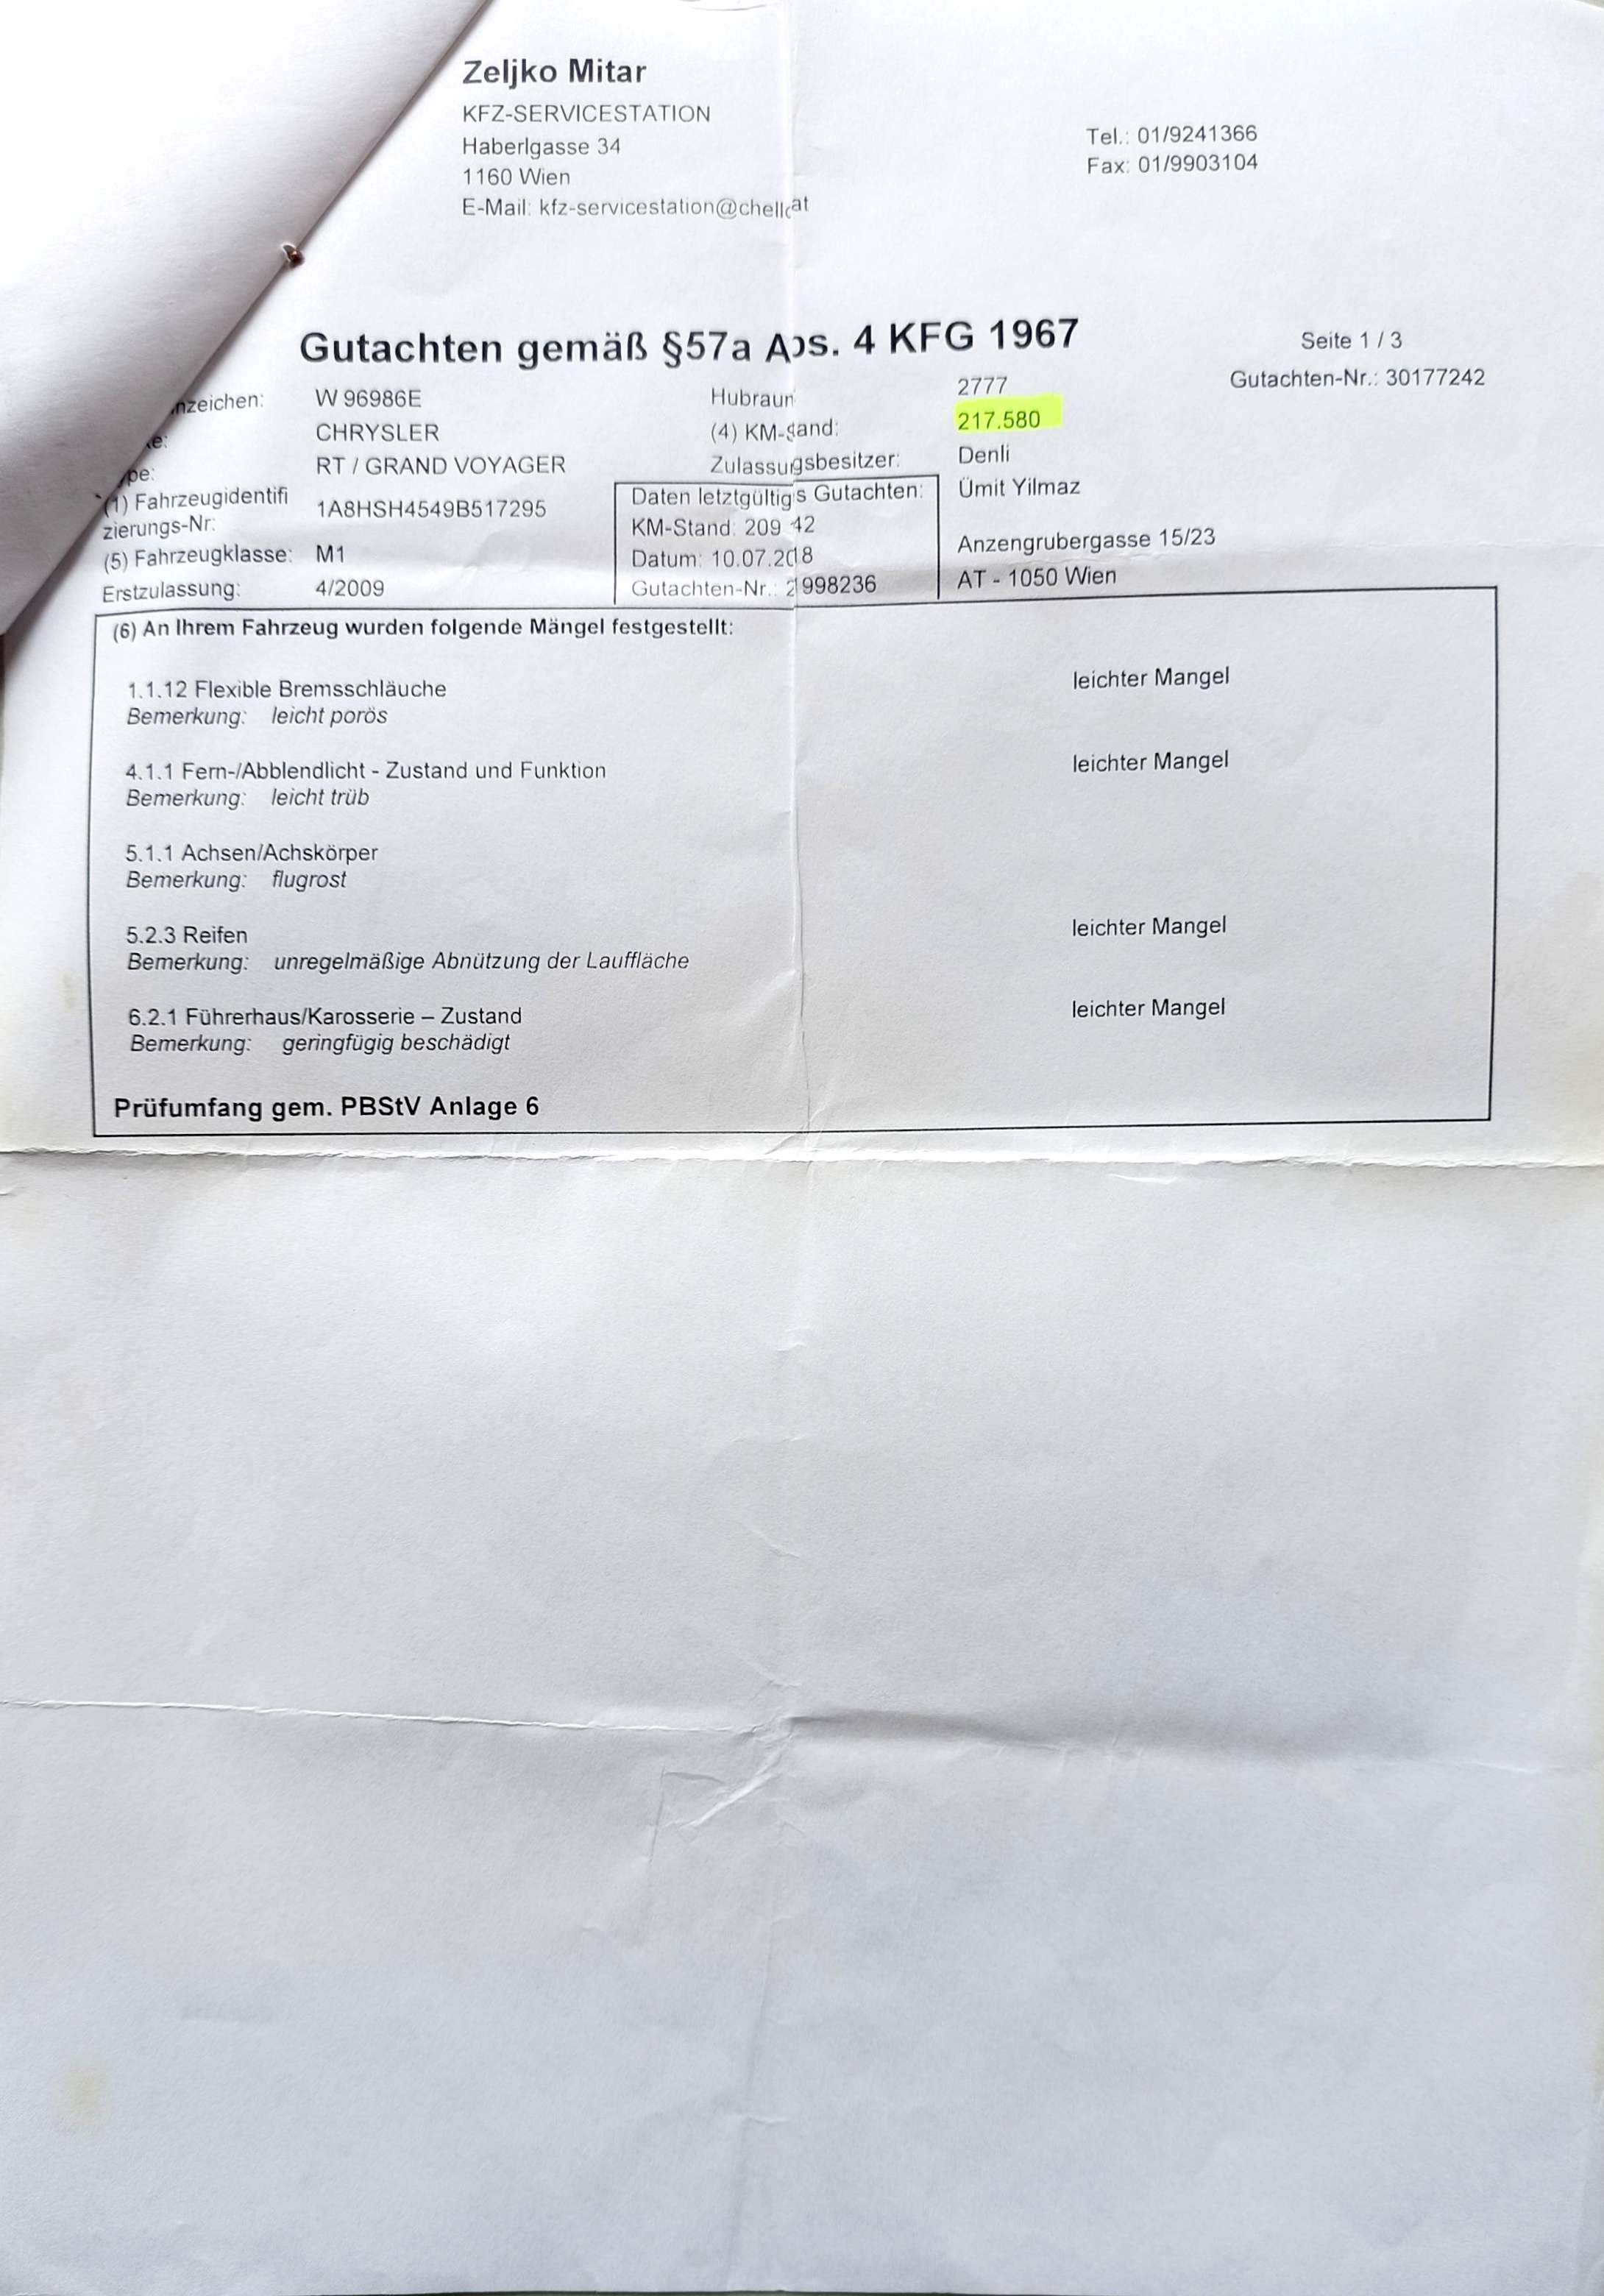 Zeljko Mitar
KFZ-SERVICESTATION
Haberlgasse 34
1160 Wien
E-Mail: kfz-servicestation@
Tel.: 01/9241366
Fax: 01/9903104
Gutachten gemäß §57a Abs. 4 KFG 1967
Seite 1 / 3
Gutachten-Nr.: 30177242
nzeichen: W 96986E
CHRYSLER
RT / GRAND VOYAGER
(1) Fahrzeugidentifi
zierungs-Nr: 1A8HSH4549B517295
(5) Fahrzeugklasse: M1
Erstzulassung: 4/2009
Hubraum 2777
(4) KM-Stand: 217.580
Zulassungsbesitzer: Denli
Ümit Yilmaz
Anzengrubergasse 15/23
AT - 1050 Wien
Daten letztgültiges Gutachten:
KM-Stand: 209 42
Datum: 10.07.2018
Gutachten-Nr.: 998236
(6) An Ihrem Fahrzeug wurden folgende Mängel festgestellt:
1.1.12 Flexible Bremsschläuche leichter Mangel
Bemerkung: leicht porös
4.1.1 Fern-/Abblendlicht - Zustand und Funktion leichter Mangel
Bemerkung: leicht trüb
5.1.1 Achsen/Achskörper
Bemerkung: flugrost
5.2.3 Reifen leichter Mangel
Bemerkung: unregelmäßige Abnützung der Lauffläche
6.2.1 Führerhaus/Karosserie – Zustand leichter Mangel
Bemerkung: geringfügig beschädigt
Prüfumfang gem. PBStV Anlage 6